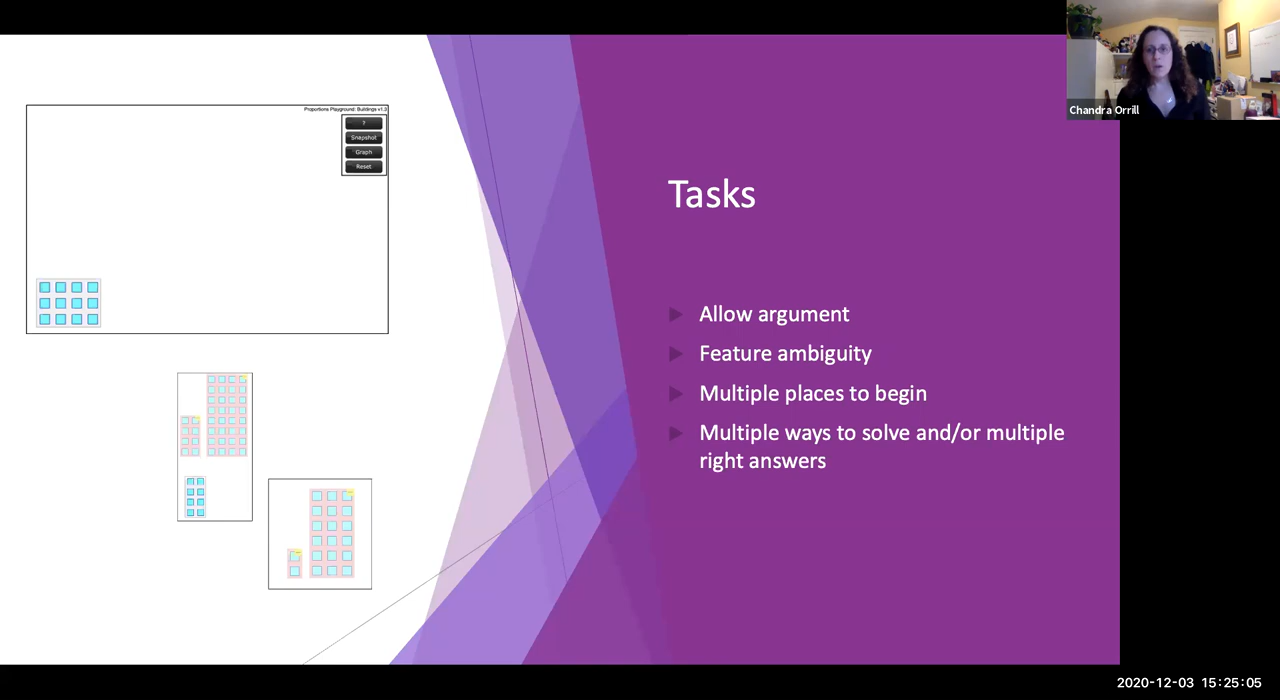 Proportions Playground: Buildings v1.3
?
Snapshot
Graph
Reset
Chandra Orrill
Tasks
Allow argument
Feature ambiguity
Multiple places to begin
Multiple ways to solve and/or multiple
right answers
2020-12-03 15:25:05